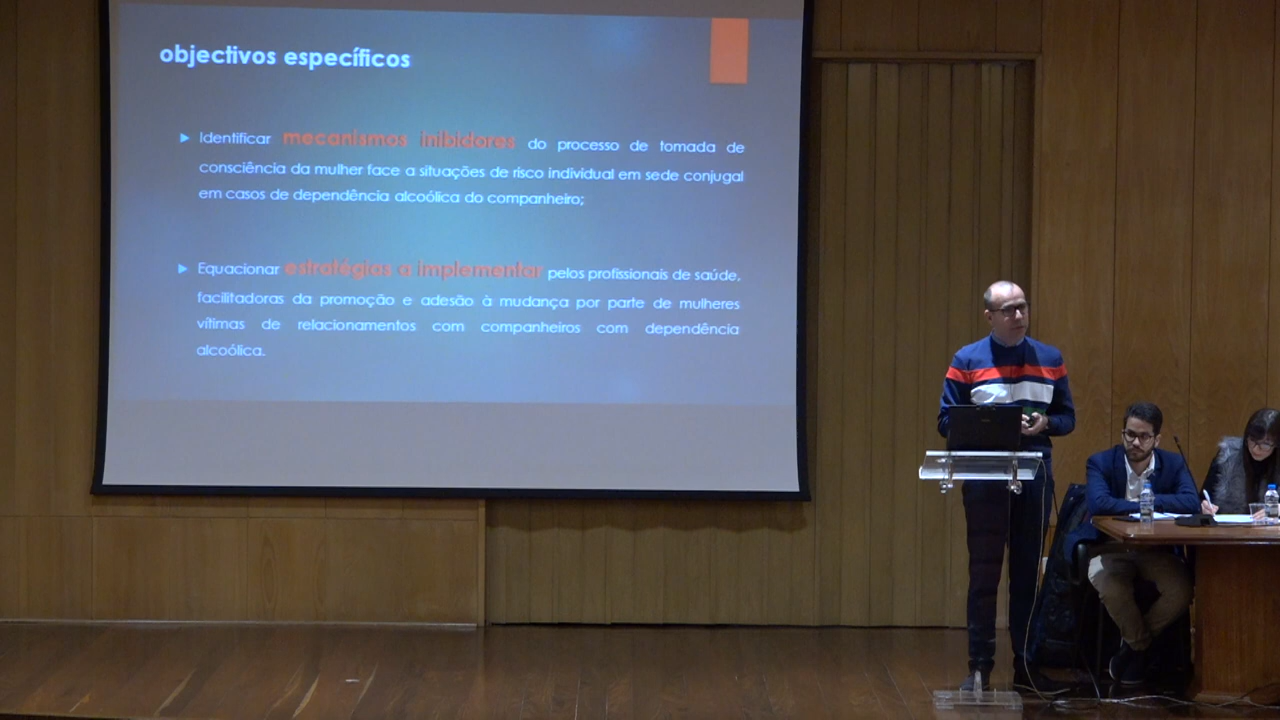 objectivos específicos
Identificar mecanismos inibidores do processo de tomada de
consciência da mulher face a situações de risco individual em sede conjugal
em casos de dependência alcoólica do companheiro;
Equacionar estratégias a implementar pelos profissionais de saúde,
facilitadoras da promoção e adesão à mudança por parte de mulheres
vítimas de relacionamentos com companheiros com dependência
alcoólica.